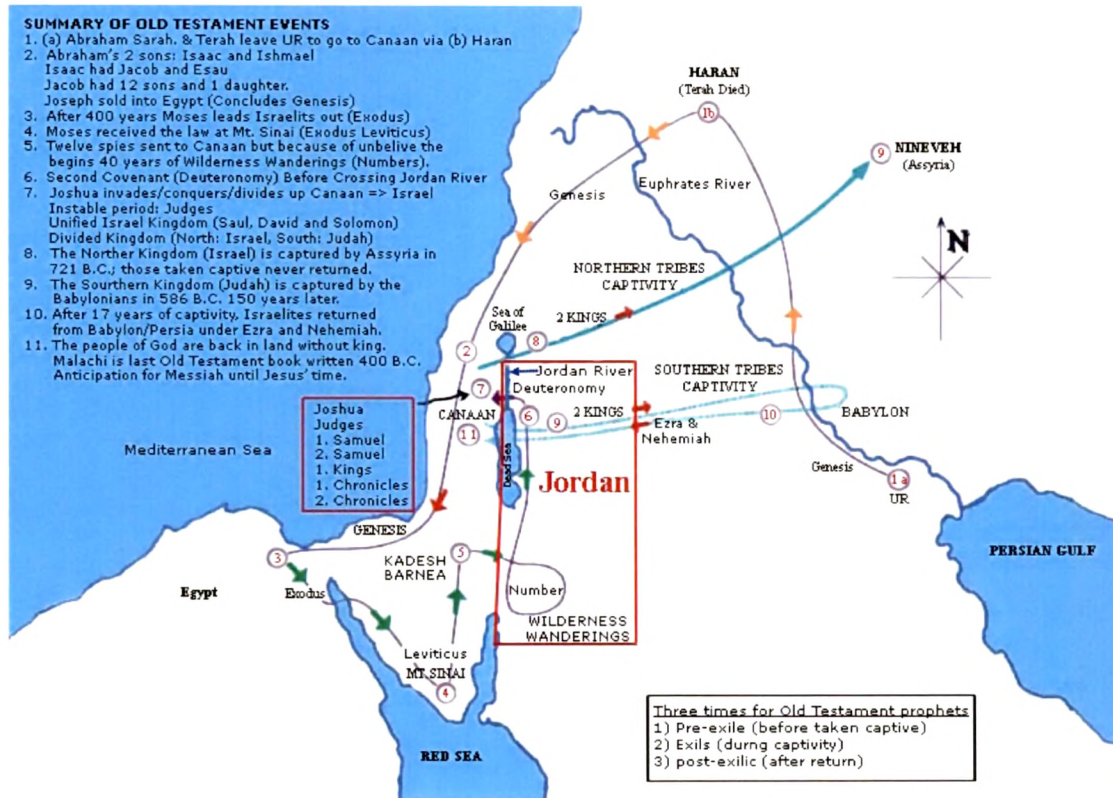 SUMMARY OF OLD TESTAMENT EVENTS
1. (a) Abraham Sarah. & Terah leave UR to go to Canaan via (b) Haran
2. Abraham's 2 sons: Isaac and Ishmael
Isaac had Jacob and Esau
Jacob had 12 sons and 1 daughter.
Joseph sold into Egypt (Concludes Genesis)
3. After 400 years Moses leads Israelits out (Exodus)
4. Moses received the law at Mt. Sinai (Exodus Leviticus)
5. Twelve spies sent to Canaan but because of unbelive the
begins 40 years of Wilderness Wanderings (Numbers).
6. Second Covenant (Deuteronomy) Before Crossing Jordan River
7. Joshua invades/conquers/divides up Canaan => Israel
Instable period: Judges
Unified Israel Kingdom (Saul, David and Solomon)
Divided Kingdom (North: Israel, South: Judah)
8. The Norther Kingdom (Israel) is captured by Assyria in
721 B.C.; those taken captive never returned.
9. The Sourthern Kingdom (Judah) is captured by the
Babylonians in 586 B.C. 150 years later.
10. After 17 years of captivity, Israelites returned
from Babylon/Persia under Ezra and Nehemiah.
11. The people of God are back in land without king.
Malachi is last Old Testament book written 400 B.C.
Anticipation for Messiah until Jesus' time.
HARAN
(Terah Died)
1b
9
NINEVEH
(Assyria)
Genesis
Euphrates River
N
NORTHERN TRIBES
CAPTIVITY
2 KINGS
Sea of
Galilee
8
2
Jordan River
Deuteronomy
7
SOUTHERN TRIBES
CAPTIVITY
CANAAN
6
2 KINGS
9
10
BABYLON
11
Ezra &
Nehemiah
Joshua
Judges
1. Samuel
2. Samuel
1. Kings
1. Chronicles
2. Chronicles
Mediterranean Sea
Dead Sea
Jordan
Genesis
1a
UR
GENESIS
3
5
KADESH
BARNEA
PERSIAN GULF
Egypt
Exodus
Number
WILDERNESS
WANDERINGS
Leviticus
MT SINAI
4
RED SEA
Three times for Old Testament prophets
1) Pre-exile (before taken captive)
2) Exils (durng captivity)
3) post-exilic (after return)